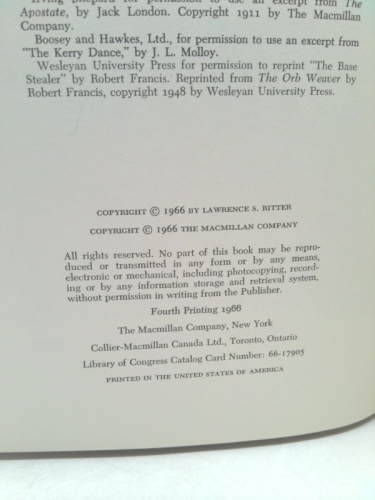 Irving Shepard for permission to use an excerpt from The
Apostate, by Jack London. Copyright 1911 by The Macmillan
Company.
Boosey and Hawkes, Ltd., for permission to use an excerpt from
"The Kerry Dance," by J. L. Molloy.
Wesleyan University Press for permission to reprint "The Base
Stealer" by Robert Francis. Reprinted from The Orb Weaver by
Robert Francis, copyright 1948 by Wesleyan University Press.
COPYRIGHT © 1966 BY LAWRENCE S. RITTER
COPYRIGHT © 1966 THE MACMILLAN COMPANY
All rights reserved. No part of this book may be repro-
duced or transmitted in any form or by any means,
electronic or mechanical, including photocopying, record-
ing or by any information storage and retrieval system,
without permission in writing from the Publisher.
Fourth Printing 1966
The Macmillan Company, New York
Collier-Macmillan Canada Ltd., Toronto, Ontario
Library of Congress Catalog Card Number: 66-17905
PRINTED IN THE UNITED STATES OF AMERICA